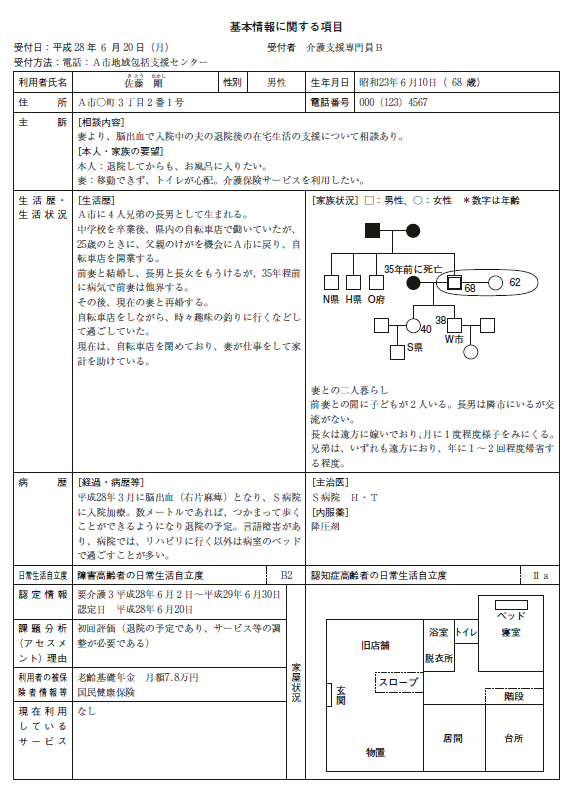 基本情報に関する項目
受付日：平成28年６月20日（月）　受付者　介護支援専門員Ｂ
受付方法：電話：Ａ市地域包括支援センター
利用者氏名　佐藤　剛　性別　男性　生年月日　昭和23年６月10日（ 68 歳）
さとう　たかし
住　所　Ａ市〇町３丁目２番１号　電話番号　000（123）4567
主　訴　[相談内容]
妻より、脳出血で入院中の夫の退院後の在宅生活の支援について相談あり。
[本人・家族の要望]
本人：退院してからも、お風呂に入りたい。
妻：移動できず、トイレが心配。介護保険サービスを利用したい。
生活歴・
生活状況
[生活歴]
Ａ市に４人兄弟の長男として生まれる。
中学校を卒業後、県内の自転車店で働いていたが、
25歳のときに、父親のけがを機会にＡ市に戻り、自
転車店を開業する。
前妻と結婚し、長男と長女をもうけるが、35年程前
に病気で前妻は他界する。
その後、現在の妻と再婚する。
自転車店をしながら、時々趣味の釣りに行くなどし
て過ごしていた。
現在は、自転車店を閉めており、妻が仕事をして家
計を助けている。
[家族状況] □：男性、○：女性　＊数字は年齢
35年前に死亡
68
62
N県
H県
O府
40
38
W市
S県
妻との二人暮らし
前妻との間に子どもが２人いる。長男は隣市にいるが交
流がない。
長女は遠方に嫁いでおり、月に１度程度様子をみにくる。
兄弟は、いずれも遠方におり、年に１～２回程度帰省す
る程度。
病　歴　[経過・病歴等]
平成28年３月に脳出血（右片麻痺）となり、Ｓ病院
に入院加療。数メートルであれば、つかまって歩く
ことができるようになり退院の予定。言語障害があ
り、病院では、リハビリに行く以外は病室のベッド
で過ごすことが多い。
[主治医]
Ｓ病院　Ｈ・Ｔ
[内服薬]
降圧剤
日常生活自立度　障害高齢者の日常生活自立度　B2　認知症高齢者の日常生活自立度　Ⅱａ
認定情報　要介護３平成28年６月２日～平成29年６月30日
認定日　平成28年６月20日
課題分析
（アセスメ
ント）理由
初回評価（退院の予定であり、サービス等の調
整が必要である）
利用者の被保
険者情報等
老齢基礎年金　月額7.8万円
国民健康保険
現在利用
している
サービス
なし
家屋状況
ベッド
寝室
浴室
トイレ
旧店舗
脱衣所
スロープ
玄関
階段
居間
台所
物置